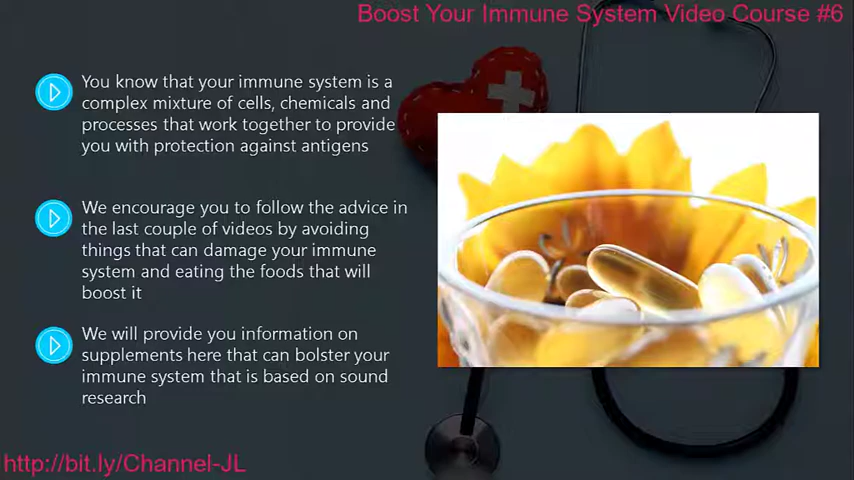 Boost Your Immune System Video Course #6
You know that your immune system is a
complex mixture of cells, chemicals and
processes that work together to provide
you with protection against antigens
We encourage you to follow the advice in
the last couple of videos by avoiding
things that can damage your immune
system and eating the foods that will
boost it
We will provide you information on
supplements here that can bolster your
immune system that is based on sound
research
http://bit.ly/Channel-JL